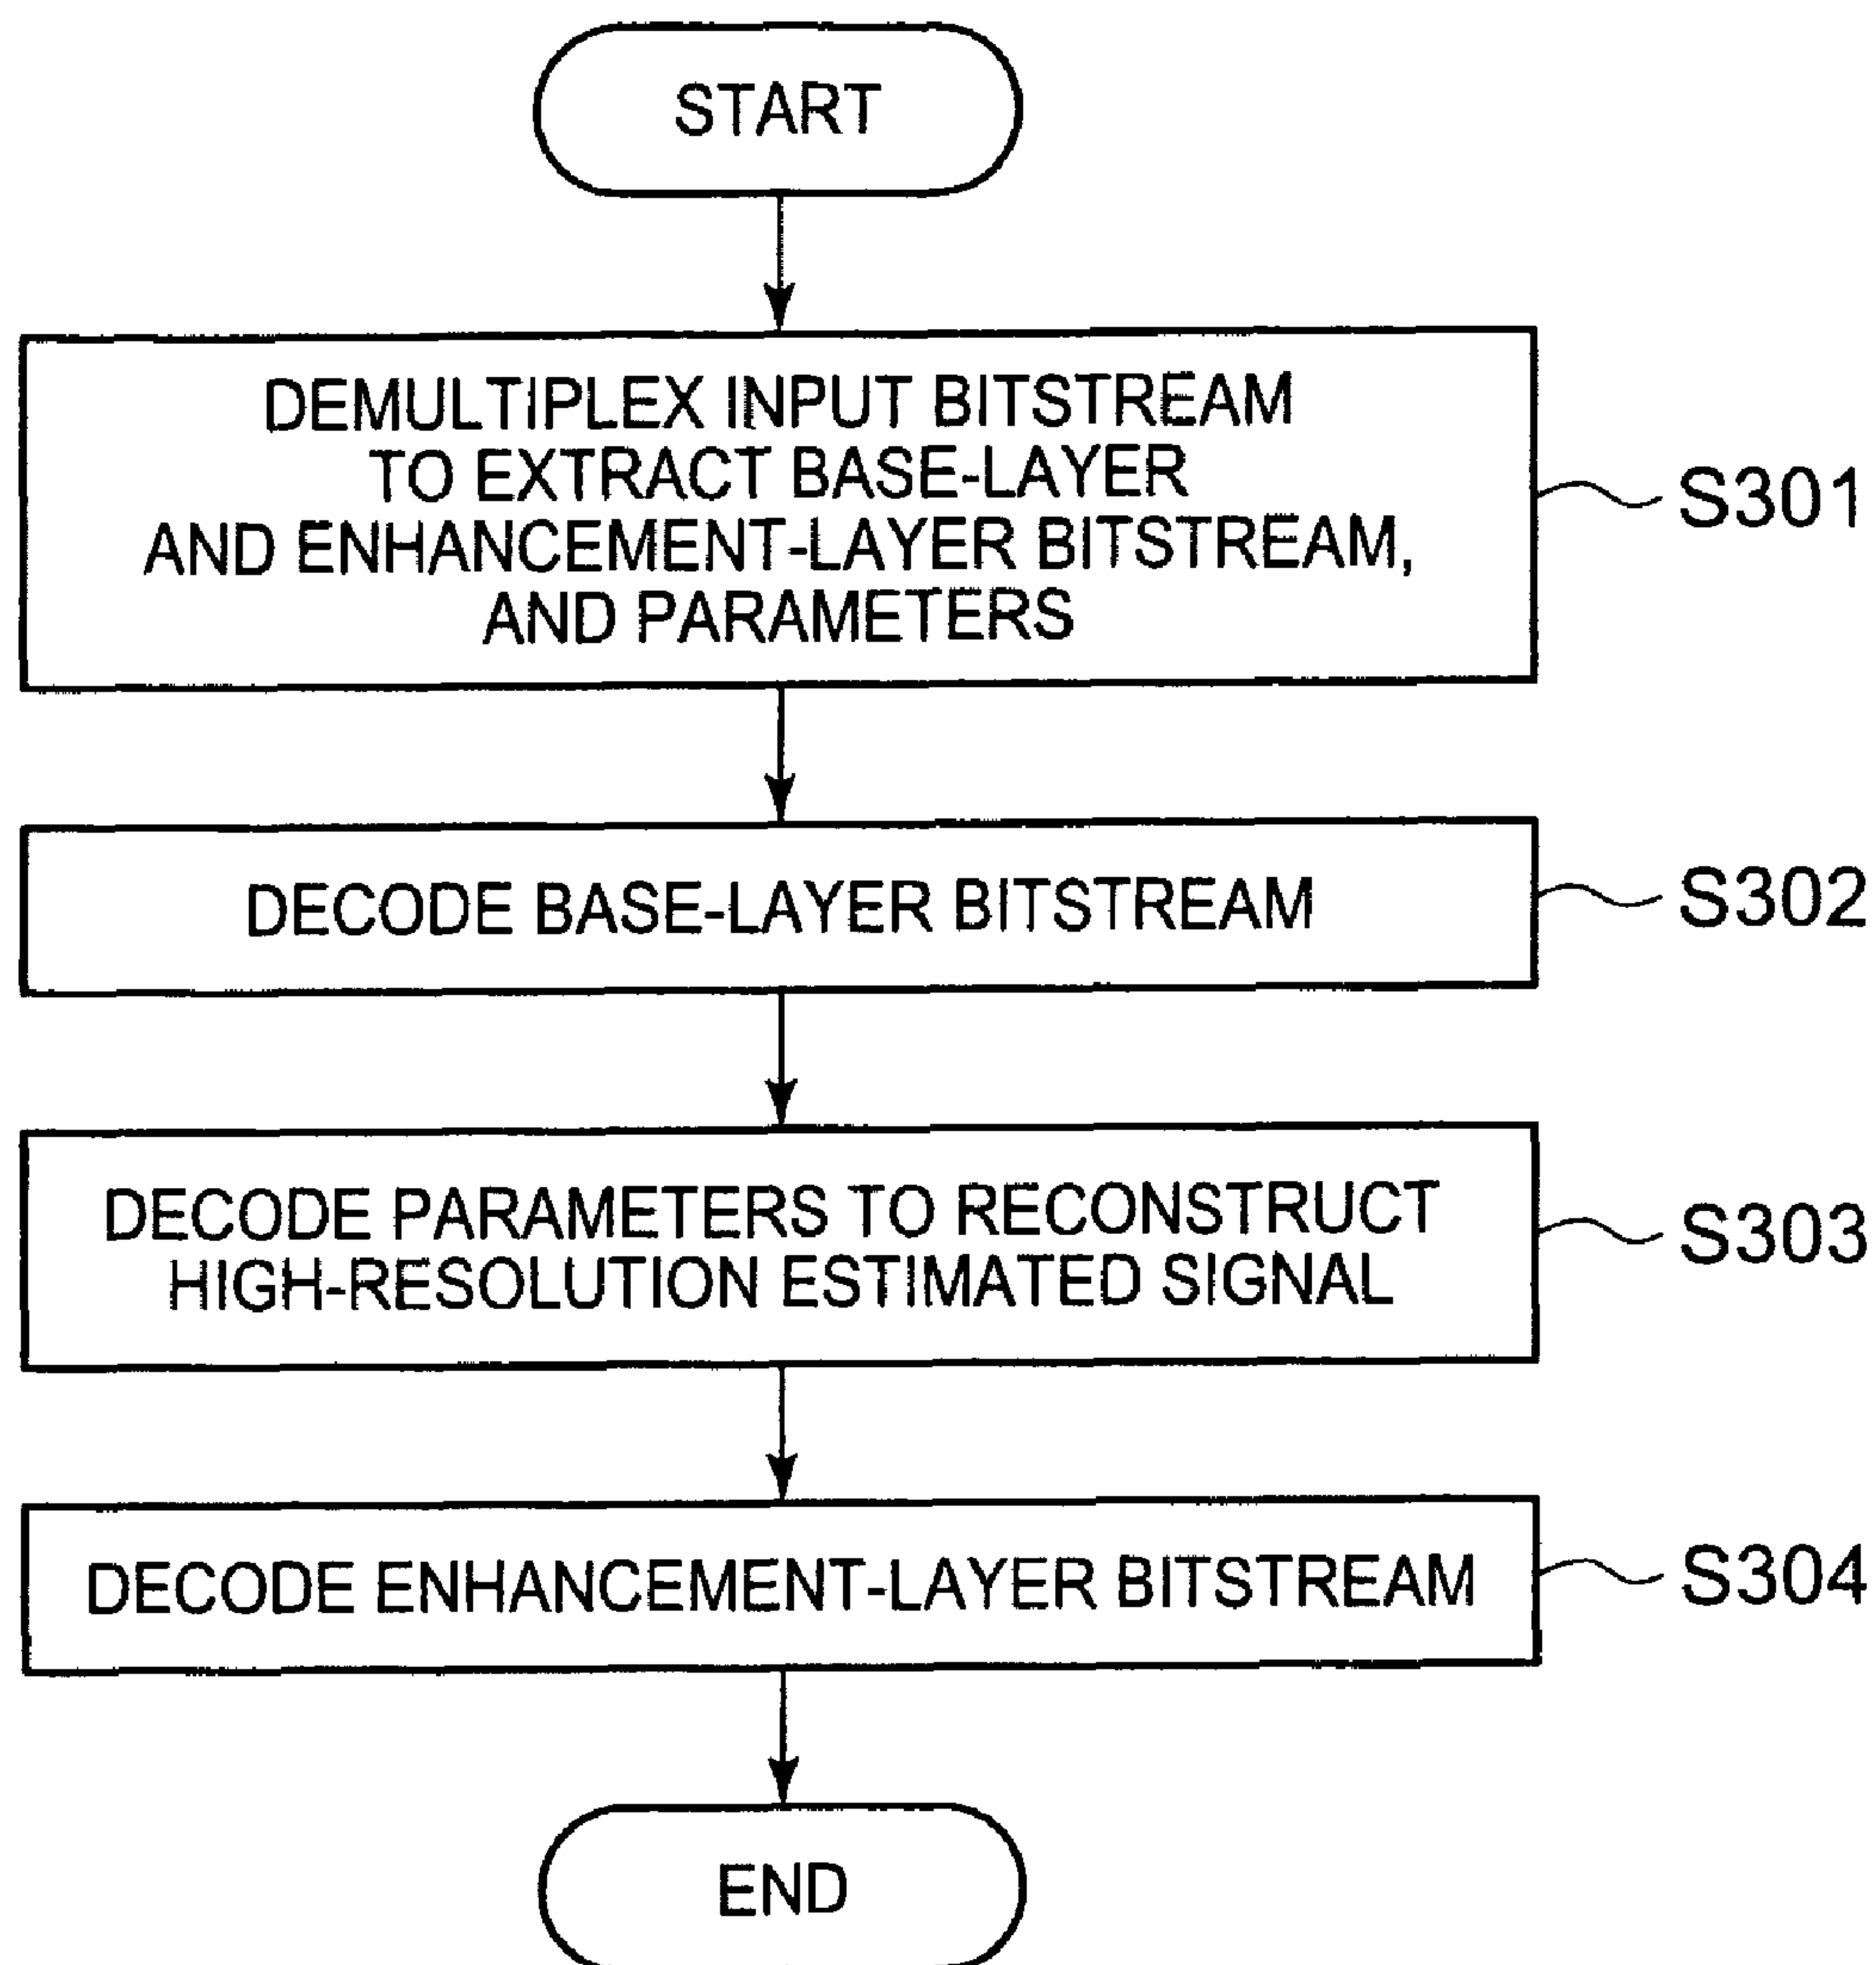 START
DEMULTIPLEX INPUT BITSTREAM
TO EXTRACT BASE-LAYER
AND ENHANCEMENT-LAYER BITSTREAM,
AND PARAMETERS
S301
DECODE BASE-LAYER BITSTREAM
S302
DECODE PARAMETERS TO RECONSTRUCT
HIGH-RESOLUTION ESTIMATED SIGNAL
S303
DECODE ENHANCEMENT-LAYER BITSTREAM
S304
END